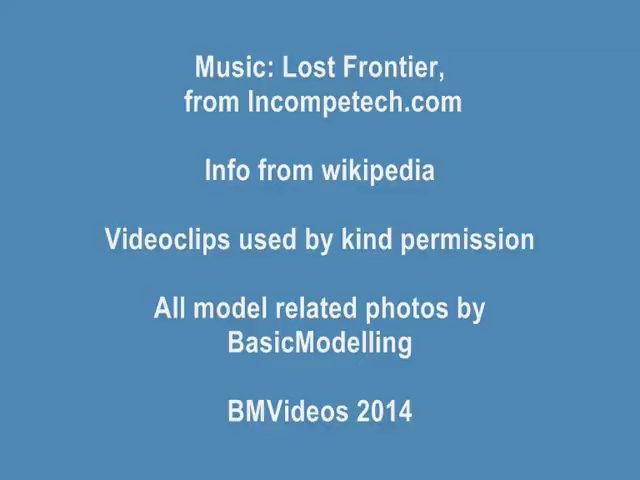 Music: Lost Frontier,
from Incompetech.com
Info from wikipedia
Videoclips used by kind permission
All model related photos by
BasicModelling
BMVideos 2014